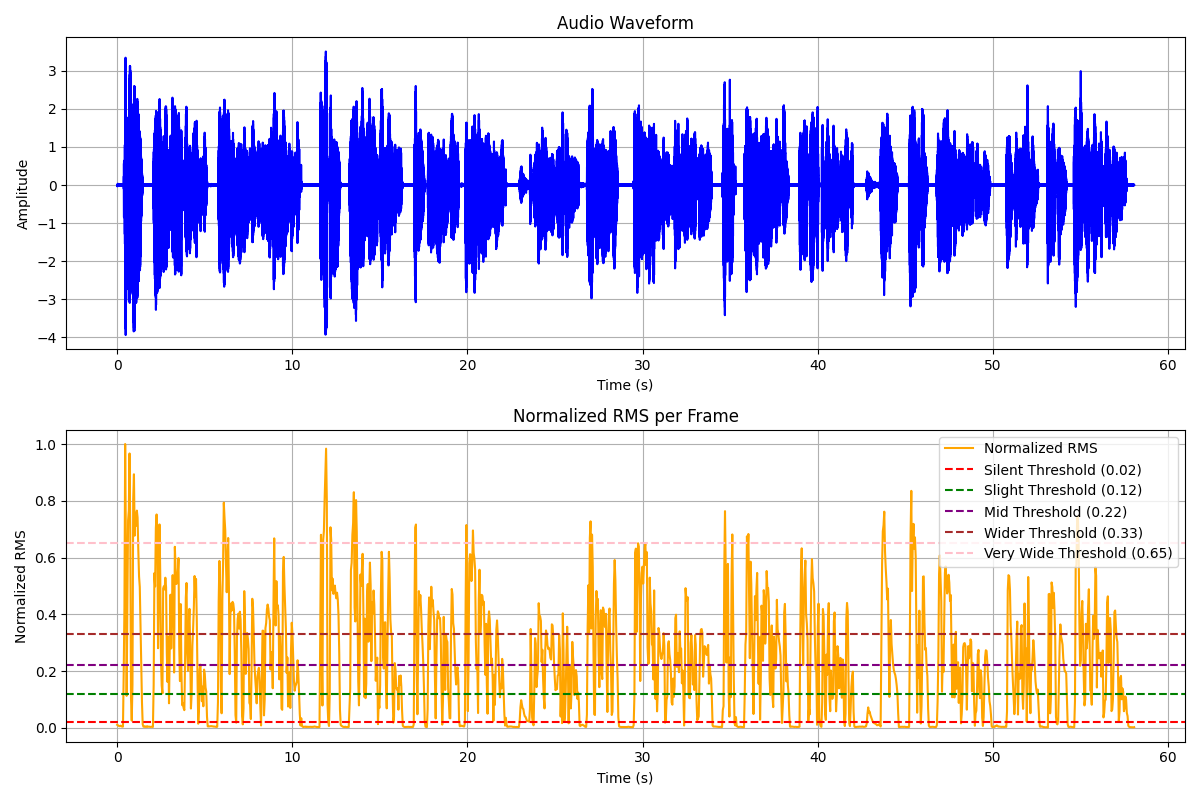 Audio Waveform
3
2
1
0
−1
−2
−3
−4
Amplitude
0 10 20 30 40 50 60
Time (s)
Normalized RMS per Frame
1.0
0.8
0.6
0.4
0.2
0.0
Normalized RMS
Normalized RMS
Silent Threshold (0.02)
Slight Threshold (0.12)
Mid Threshold (0.22)
Wider Threshold (0.33)
Very Wide Threshold (0.65)
0 10 20 30 40 50 60
Time (s)